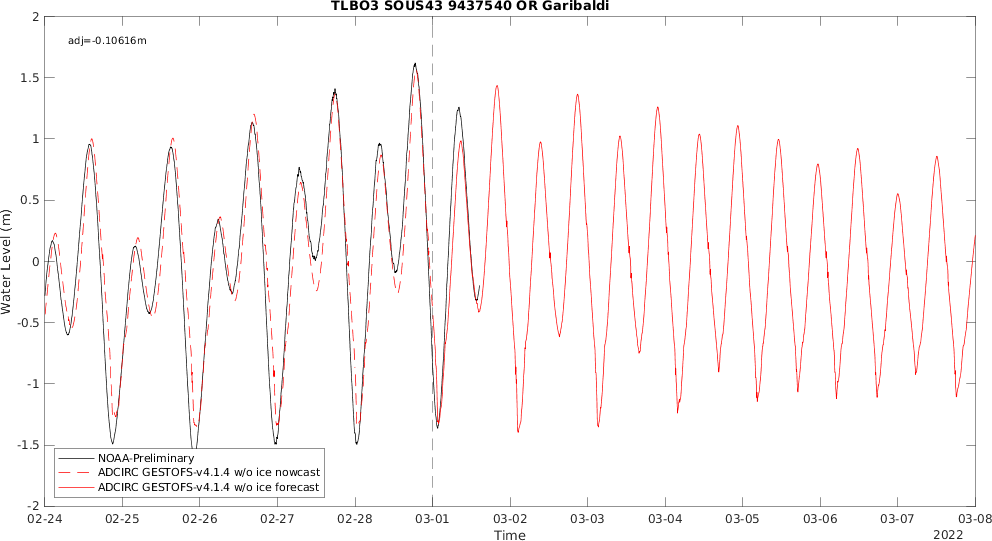 TLBO3 SOUS43 9437540 OR Garibaldi
adj=-0.10616m
Water Level (m)
2
1.5
1
0.5
0
-0.5
-1
-1.5
-2
NOAA-Preliminary
ADCIRC GESTOFS-v4.1.4 w/o ice nowcast
ADCIRC GESTOFS-v4.1.4 w/o ice forecast
02-24 02-25 02-26 02-27 02-28 03-01 03-02 03-03 03-04 03-05 03-06 03-07 03-08
Time
2022